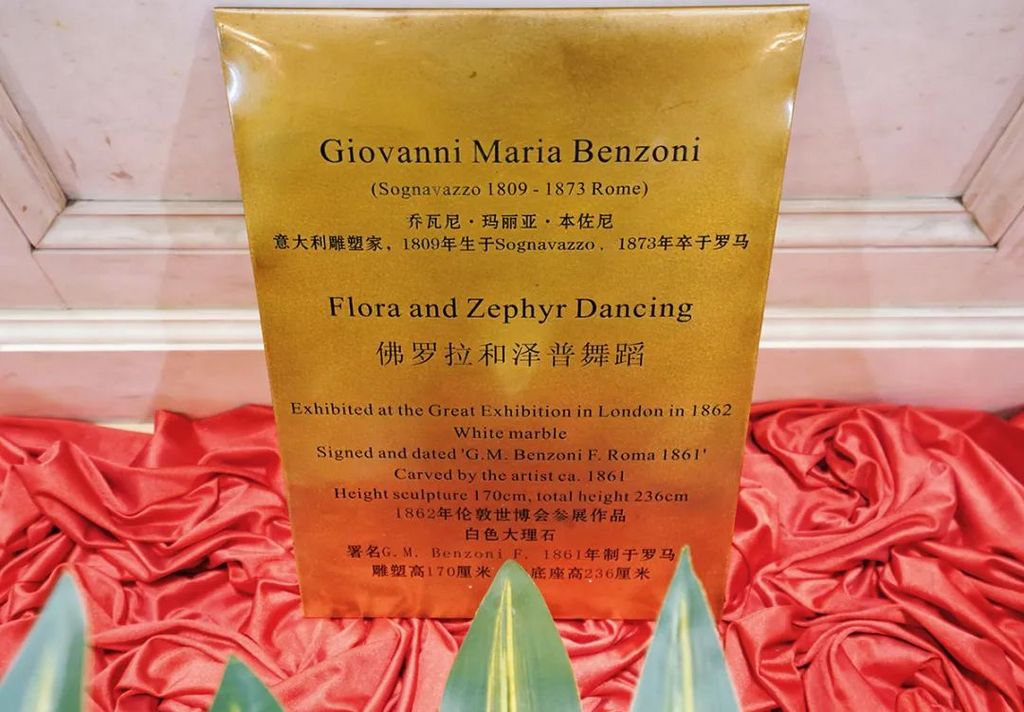 Giovanni Maria Benzoni
(Sognavazzo 1809 - 1873 Rome)
乔瓦尼·玛丽亚·本佐尼
意大利雕塑家，1809年生于Sognavazzo，1873年卒于罗马
Flora and Zephyr Dancing
佛罗拉和泽普舞蹈
Exhibited at the Great Exhibition in London in 1862
White marble
Signed and dated 'G.M. Benzoni F. Roma 1861'
Carved by the artist ca. 1861
Height sculpture 170cm, total height 236cm
1862年伦敦世博会参展作品
白色大理石
署名G.M. Benzoni F. 1861年制于罗马
雕塑高170厘米 底座高236厘米